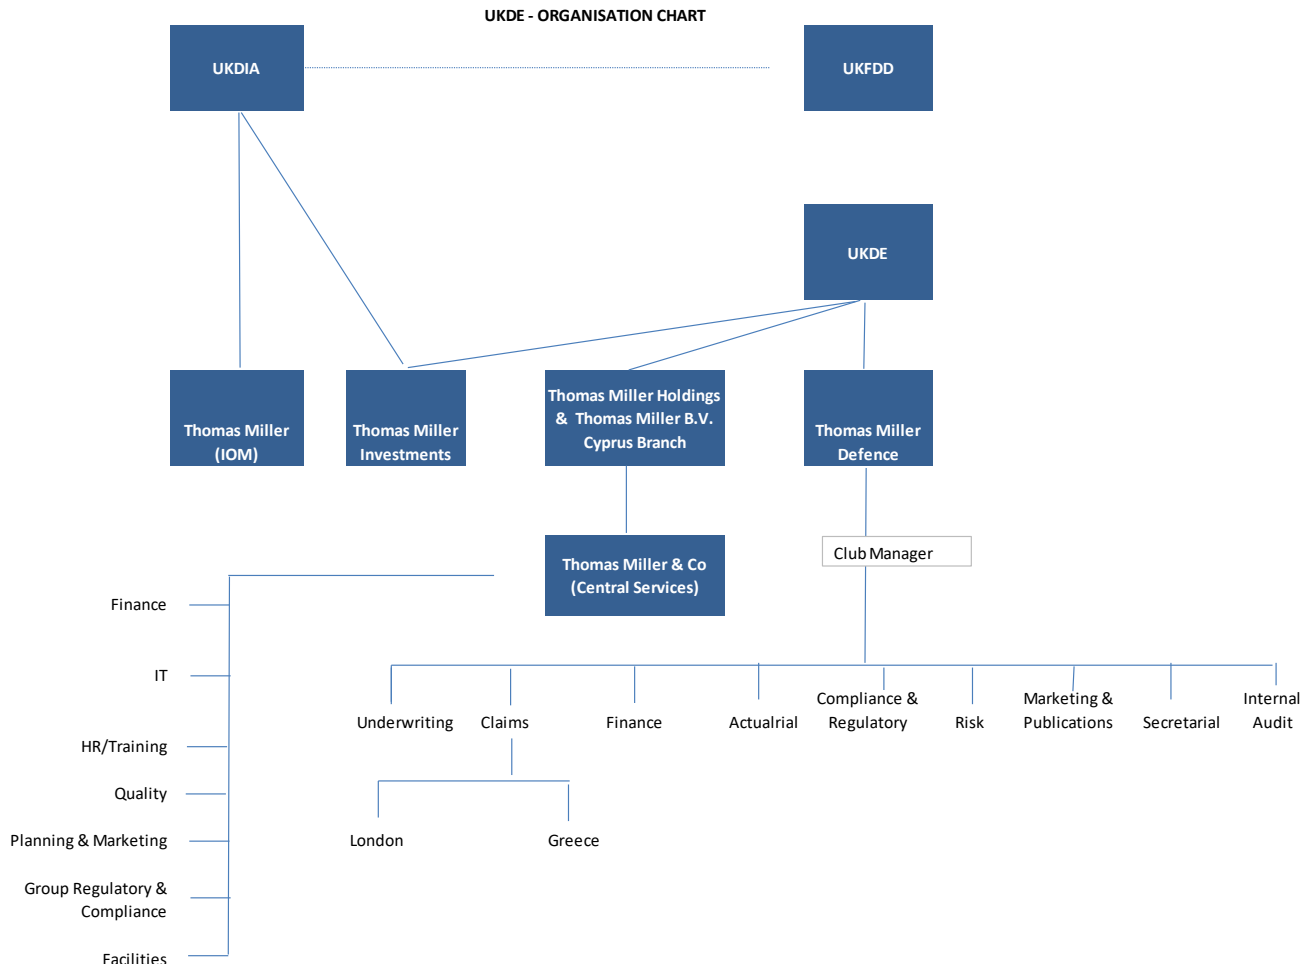 UKDE - ORGANISATION CHART
UKDIA
UKFDD
UKDE
Thomas Miller
(IOM)
Thomas Miller
Investments
Thomas Miller Holdings
& Thomas Miller B.V.
Cyprus Branch
Thomas Miller
Defence
Thomas Miller & Co
(Central Services)
Club Manager
Finance
IT
HR/Training
Quality
Planning & Marketing
Group Regulatory &
Compliance
Facilities
Underwriting
Claims
Finance
Actualrial
Compliance &
Regulatory
Risk
Marketing &
Publications
Secretarial
Internal
Audit
London
Greece